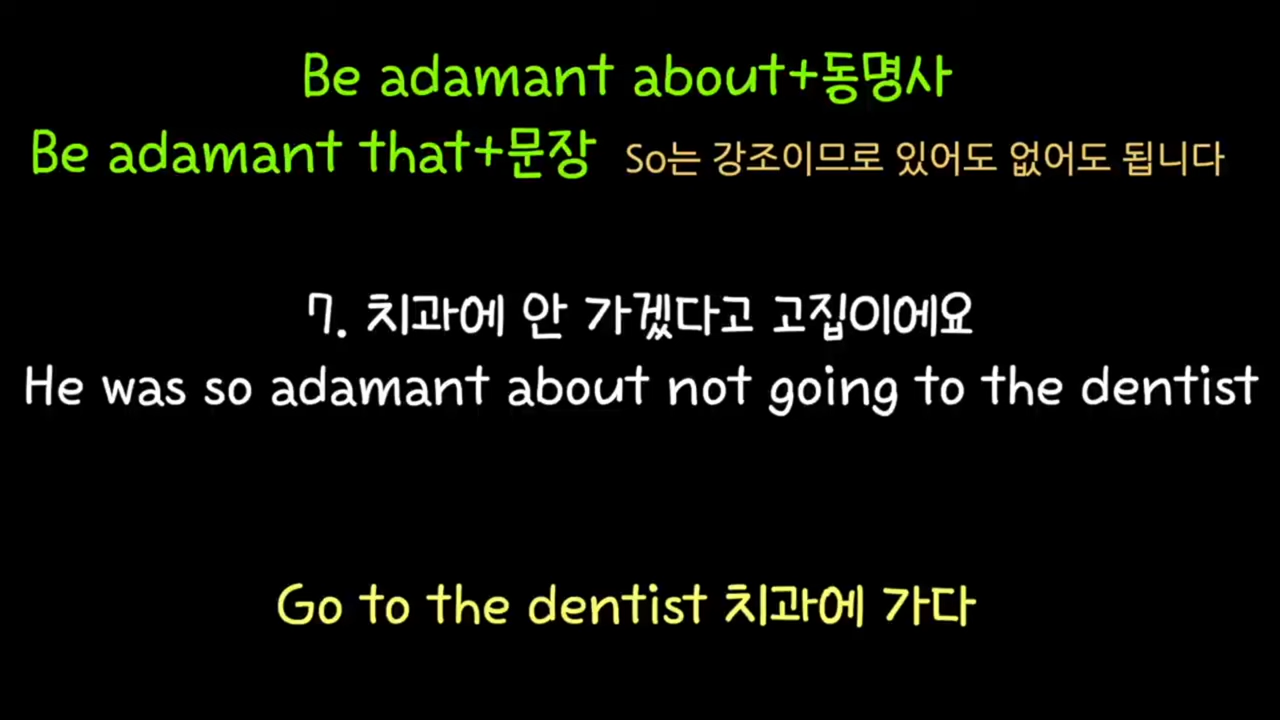 Be adamant about+동명사
Be adamant that+문장 So는 강조이므로 있어도 없어도 됩니다
7. 치과에 안 가겠다고 고집이에요
He was so adamant about not going to the dentist
Go to the dentist 치과에 가다